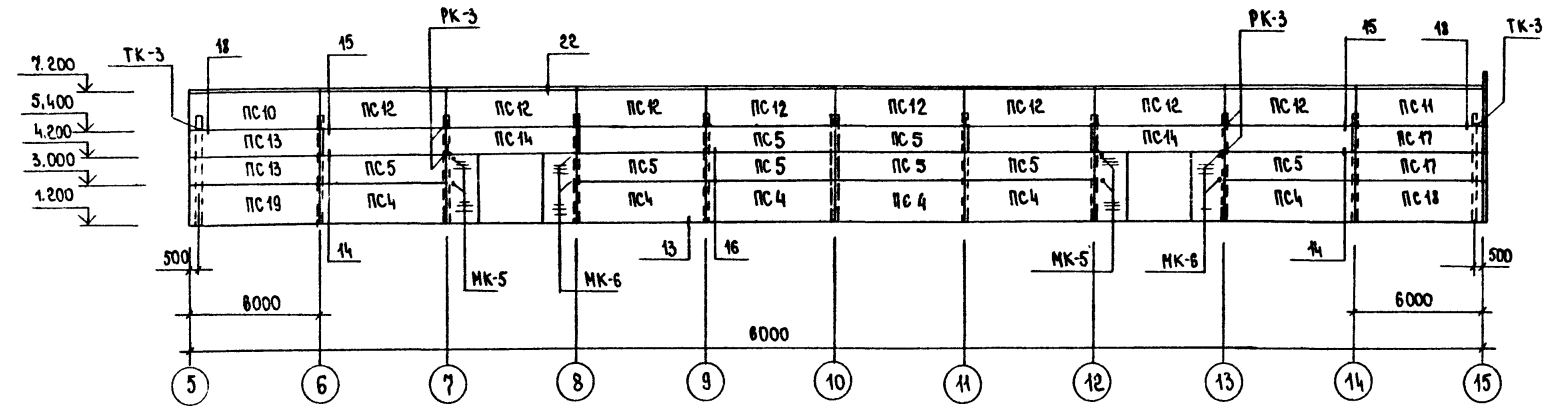 РК-3 РК-3
ТК-3 18 15 22 15 18 ТК-3
7.200
5,400 ПС10 ПС12 ПС12 ПС12 ПС12 ПС12 ПС12 ПС12 ПС12 ПС11
4.200 ПС13 ПС14 ПС5 ПС5 ПС14 ПС17
3.000 ПС13 ПС5 ПС5 ПС5 ПС5 ПС5 ПС5 ПС17
1.200 ПС19 ПС4 ПС4 ПС4 ПС4 ПС4 ПС4 ПС18
500 14 13 16 14 500
МК-5 МК-6 МК-5 МК-6
6000 6000
6000
5 6 7 8 9 10 11 12 13 14 15